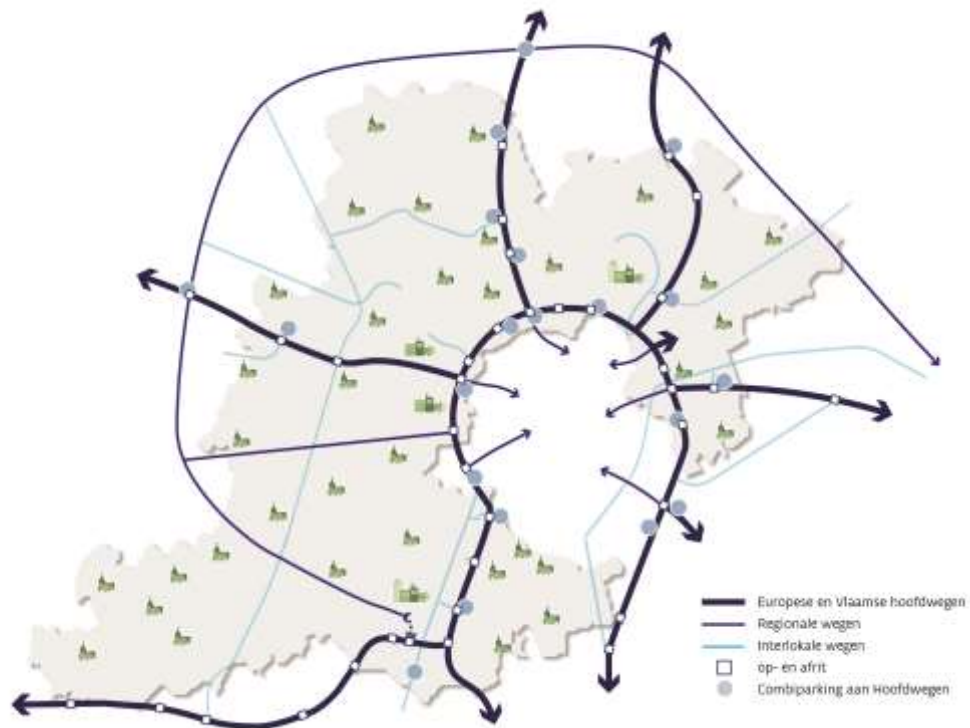 Europese en Vlaamse hoofdwegen
Regionale wegen
Interlokale wegen
op- en afrit
Combiparking aan Hoofdwegen